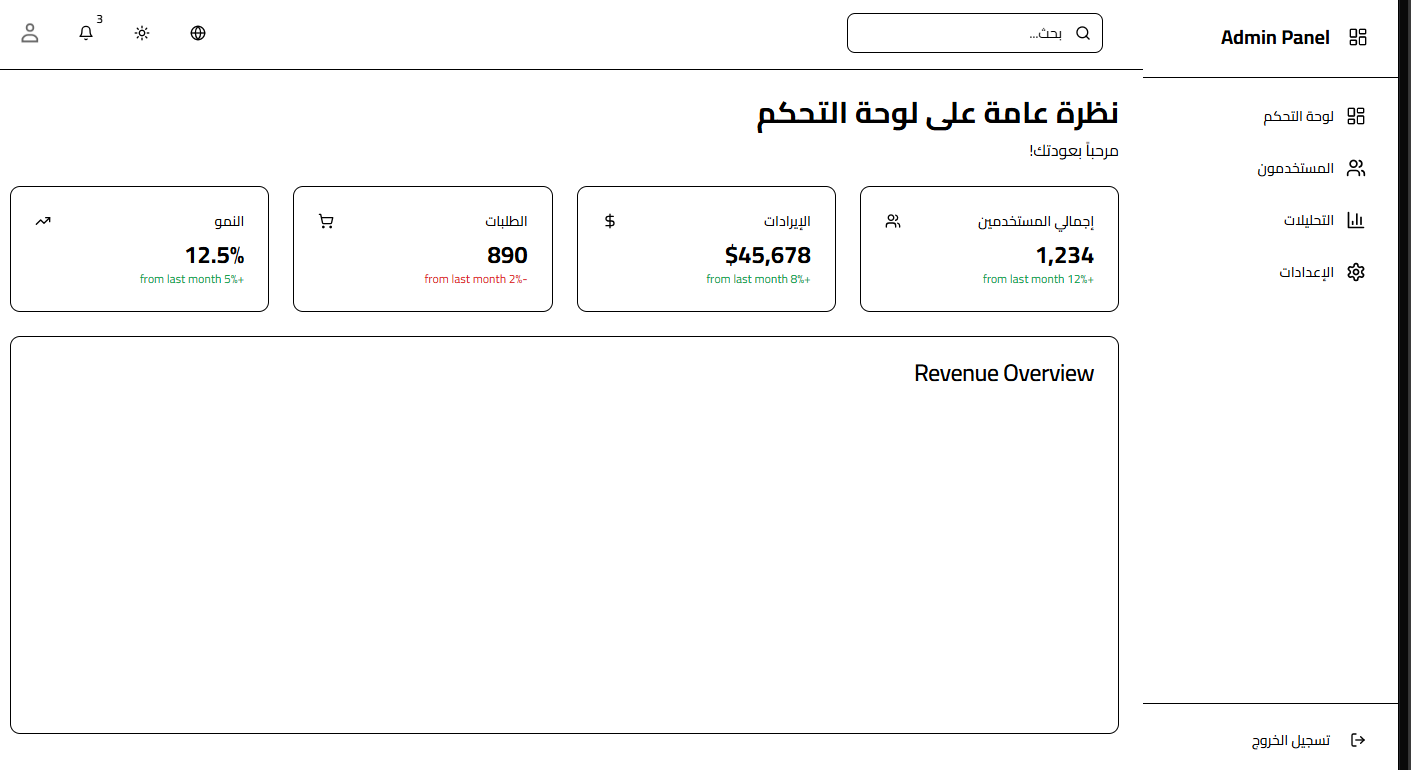 Admin Panel
لوحة التحكم
المستخدمون
التحليلات
الإعدادات
تسجيل الخروج
بحث...
3
نظرة عامة على لوحة التحكم
مرحباً بعودتك!
إجمالي المستخدمين
1,234
from last month 12%+
الإيرادات
$45,678
from last month 8%+
الطلبات
890
from last month 2%-
النمو
12.5%
from last month 5%+
Revenue Overview